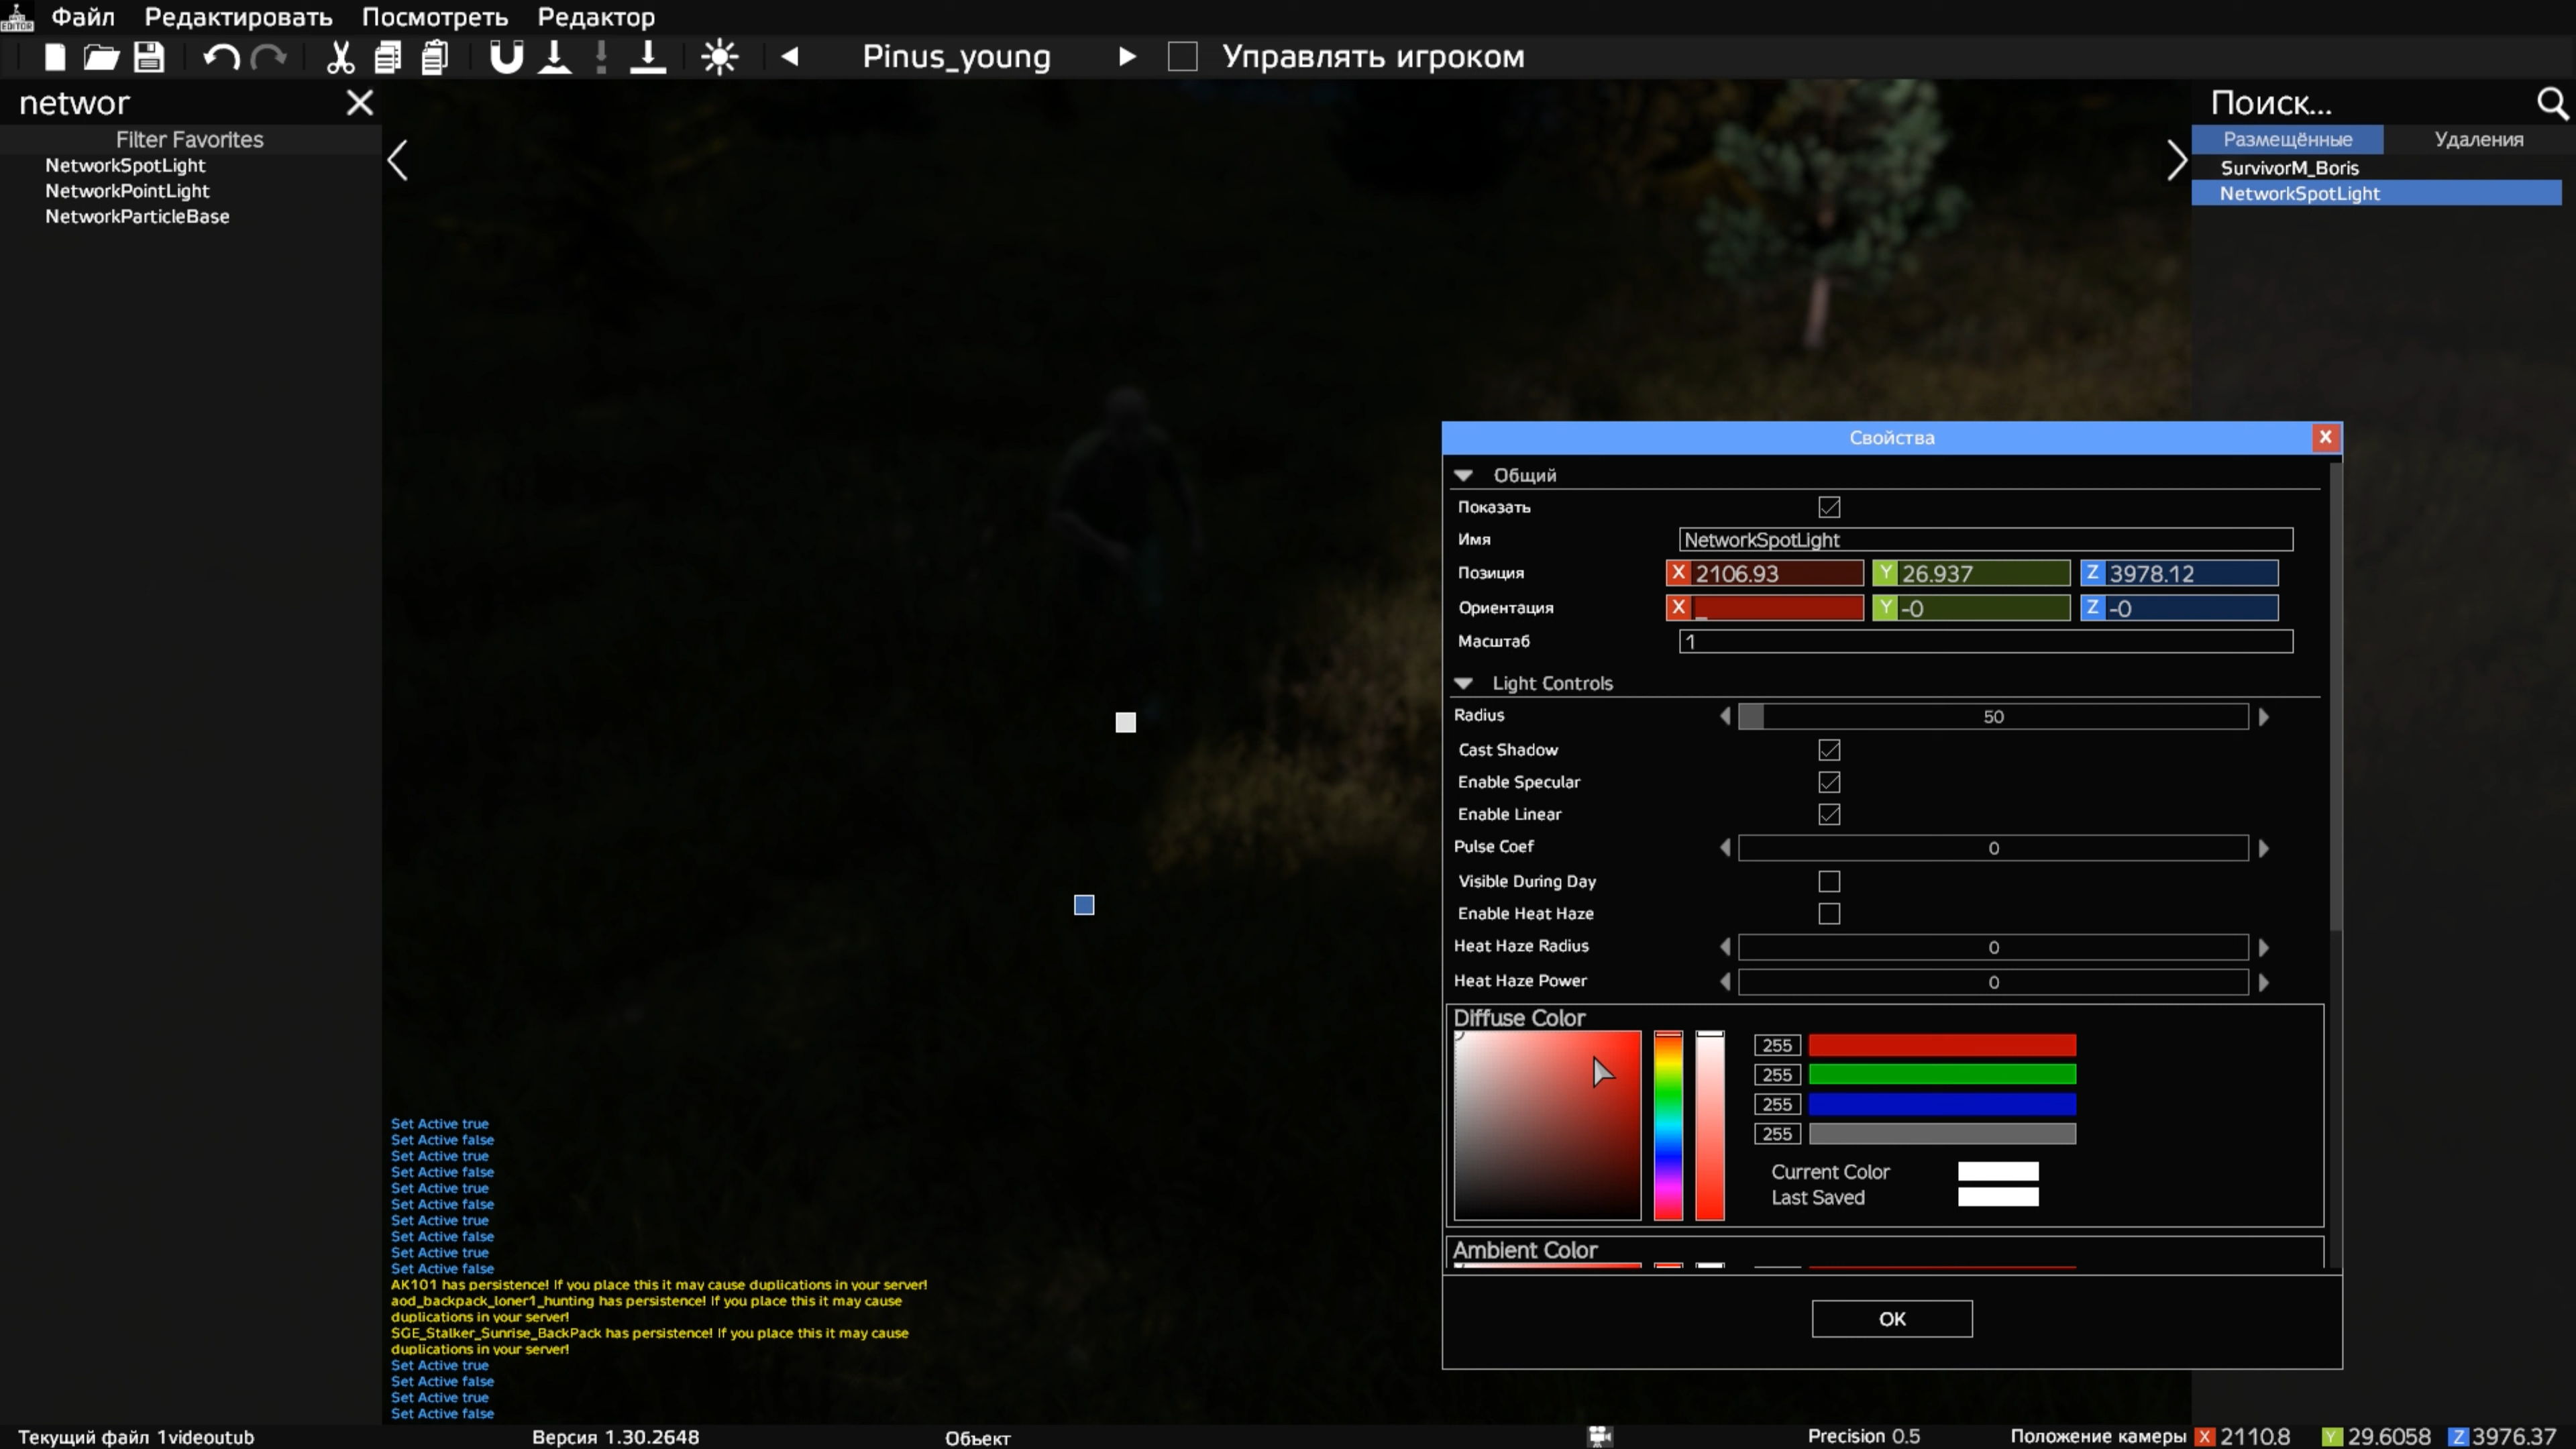 EDITOR Файл Редактировать Посмотреть Редактор
Pinus_young Управлять игроком
networ
Filter Favorites
NetworkSpotLight
NetworkPointLight
NetworkParticleBase
Поиск...
Размещённые Удаления
SurvivorM_Boris
NetworkSpotLight
Свойства X
Общий
Показать
Имя NetworkSpotLight
Позиция X 2106.93 Y 26.937 Z 3978.12
Ориентация X _ Y -0 Z -0
Масштаб 1
Light Controls
Radius 50
Cast Shadow
Enable Specular
Enable Linear
Pulse Coef 0
Visible During Day
Enable Heat Haze
Heat Haze Radius 0
Heat Haze Power 0
Diffuse Color
255
255
255
255
Current Color
Last Saved
Ambient Color
OK
Set Active true
Set Active false
Set Active true
Set Active false
Set Active true
Set Active false
Set Active true
Set Active false
Set Active true
Set Active false
AK101 has persistence! If you place this it may cause duplications in your server!
aod_backpack_loner1_hunting has persistence! If you place this it may cause
duplications in your server!
SGE_Stalker_Sunrise_BackPack has persistence! If you place this it may cause
duplications in your server!
Set Active true
Set Active false
Set Active true
Set Active false
Текущий файл 1videoutub Версия 1.30.2648 Объект Precision 0.5 Положение камеры X 2110.8 Y 29.6058 Z 3976.37